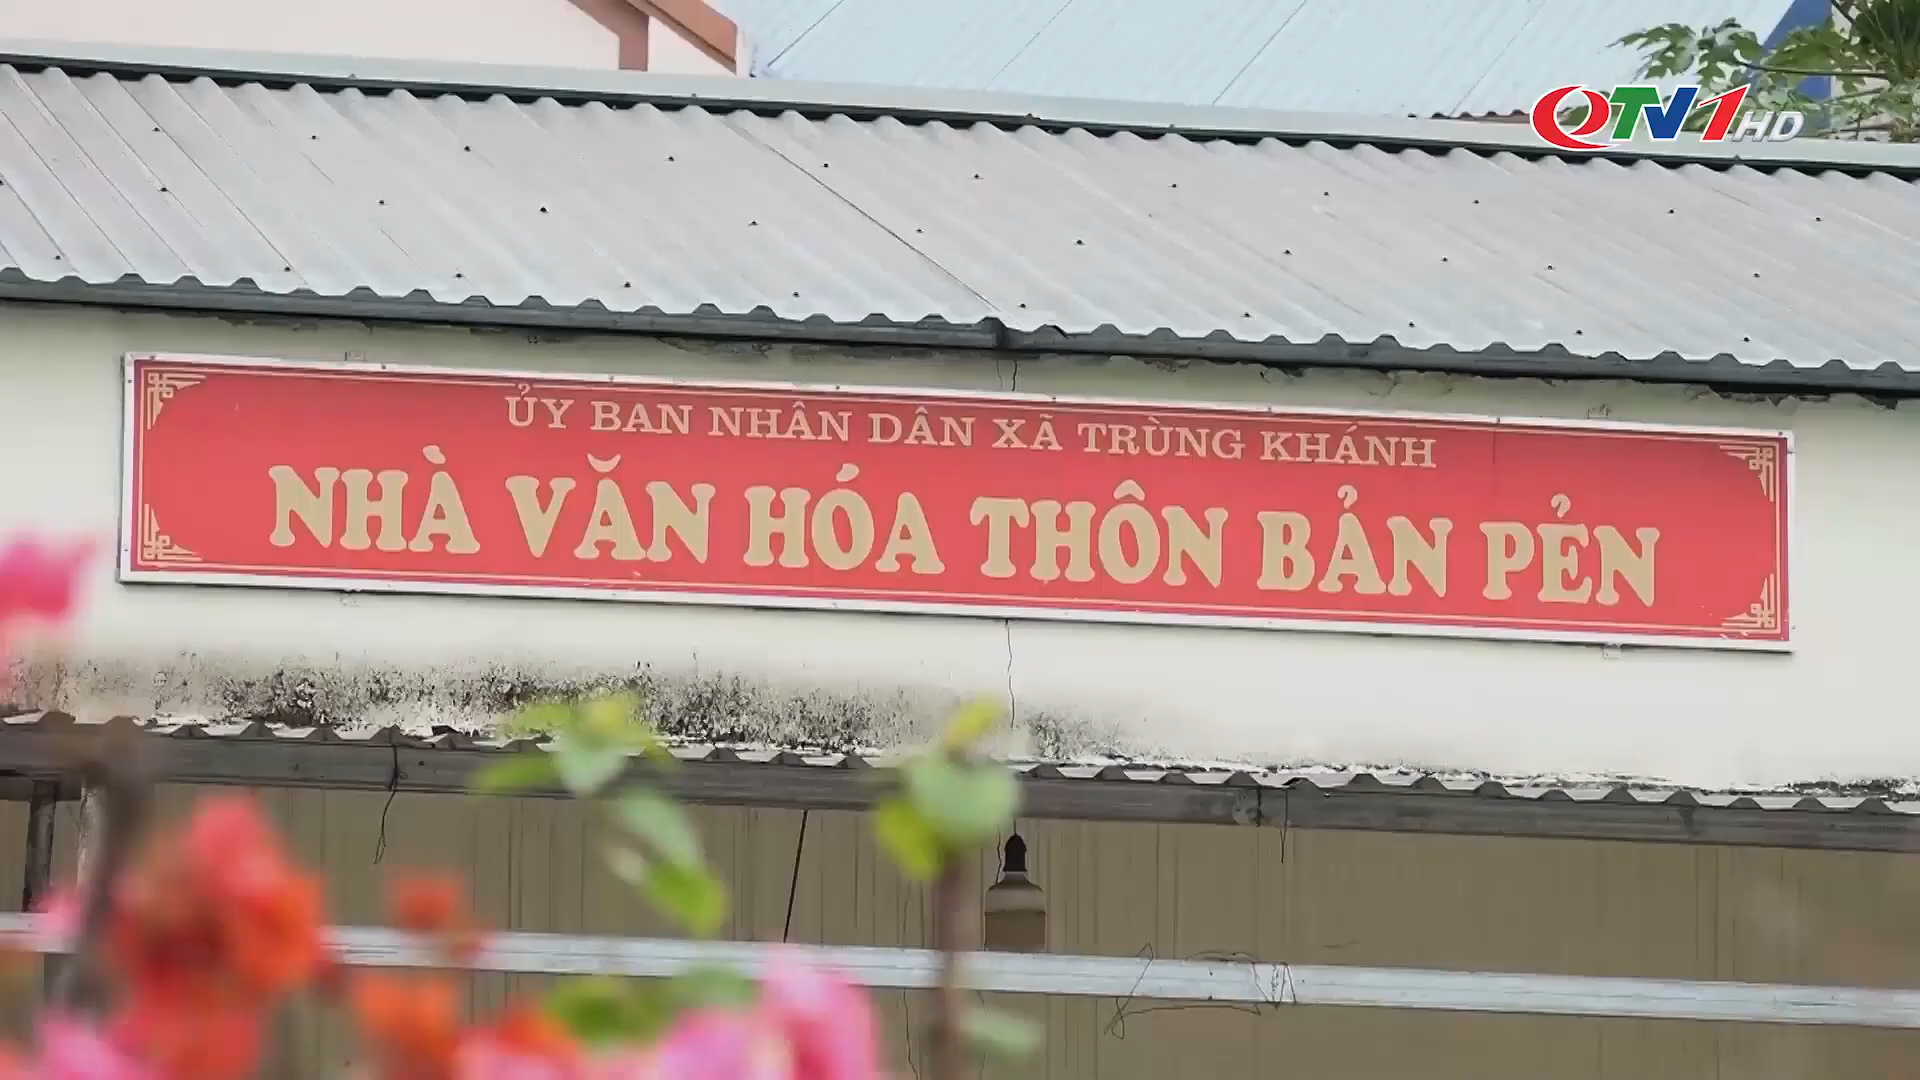 QTV1 HD
ỦY BAN NHÂN DÂN XÃ TRÙNG KHÁNH
NHÀ VĂN HÓA THÔN BẢN PẺN